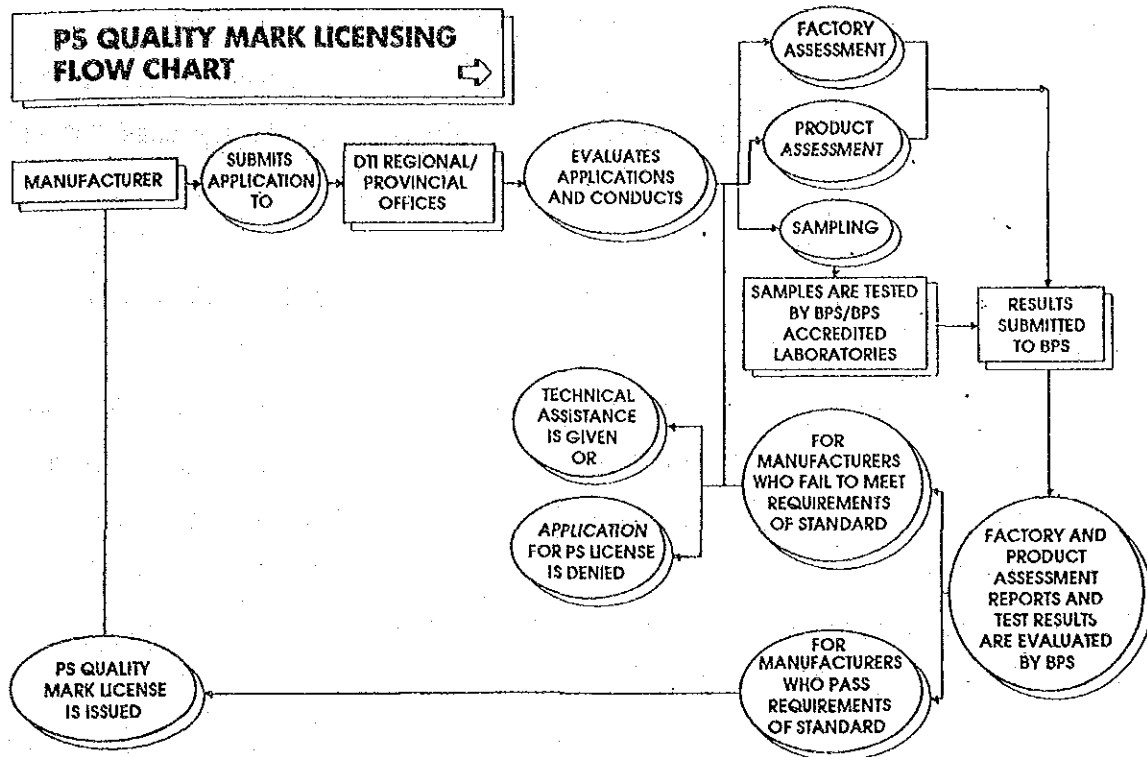 PS QUALITY MARK LICENSING
FLOW CHART
MANUFACTURER
SUBMITS
APPLICATION
TO
DTI REGIONAL/
PROVINCIAL
OFFICES
EVALUATES
APPLICATIONS
AND CONDUCTS
FACTORY
ASSESSMENT
PRODUCT
ASSESSMENT
SAMPLING
SAMPLES ARE TESTED
BY BPS/BPS
ACCREDITED
LABORATORIES
RESULTS
SUBMITTED
TO BPS
TECHNICAL
ASSISTANCE
IS GIVEN
OR
APPLICATION
FOR PS LICENSE
IS DENIED
FOR
MANUFACTURERS
WHO FAIL TO MEET
REQUIREMENTS
OF STANDARD
FACTORY AND
PRODUCT
ASSESSMENT
REPORTS AND
TEST RESULTS
ARE EVALUATED
BY BPS
FOR
MANUFACTURERS
WHO PASS
REQUIREMENTS
OF STANDARD
PS QUALITY
MARK LICENSE
IS ISSUED